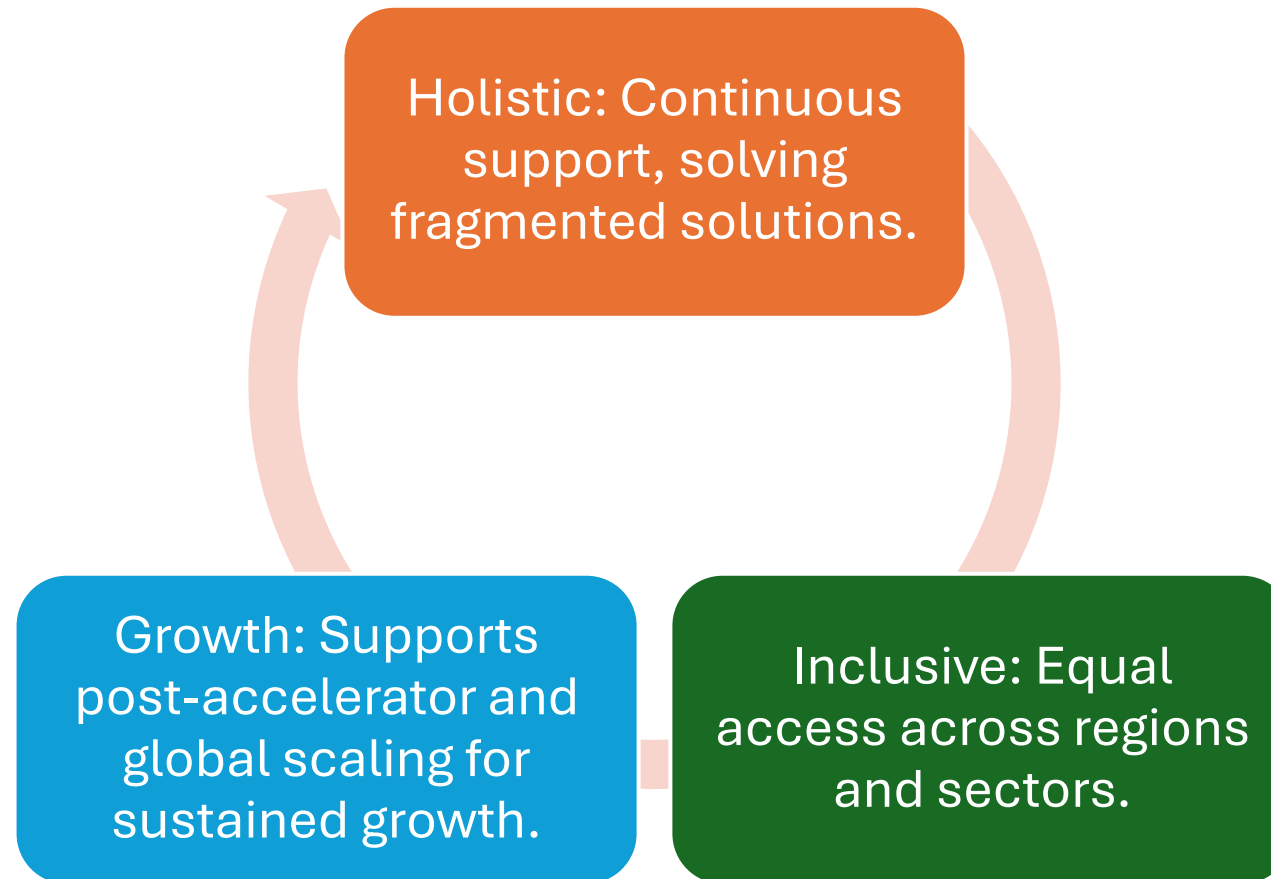 Holistic: Continuous
support, solving
fragmented solutions.
Growth: Supports
post-accelerator and
global scaling for
sustained growth.
Inclusive: Equal
access across regions
and sectors.